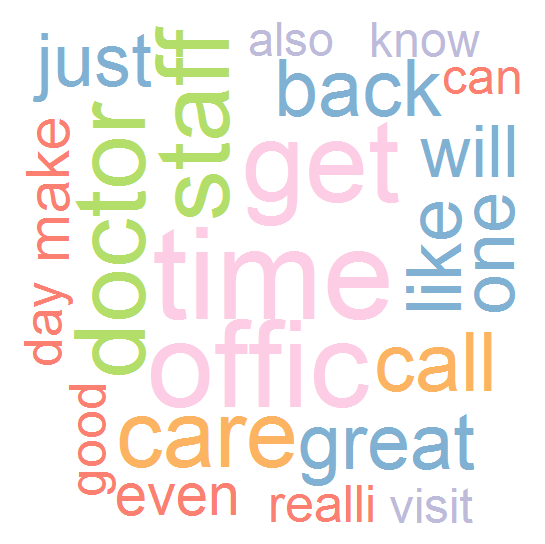 also know
just
staff
back can
doctor
get
will
make
time
like
one
day
offic
call
good
care great
even realli visit